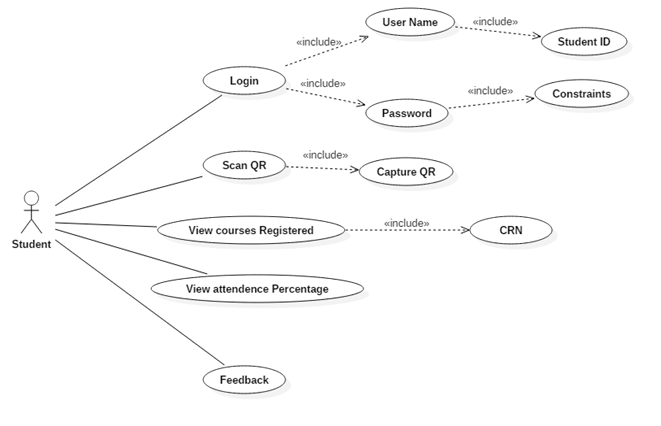 User Name
«include»
«include»
Student ID
Login
«include»
«include»
Constraints
Password
Scan QR
«include»
Capture QR
Student
View courses Registered
«include»
CRN
View attendence Percentage
Feedback